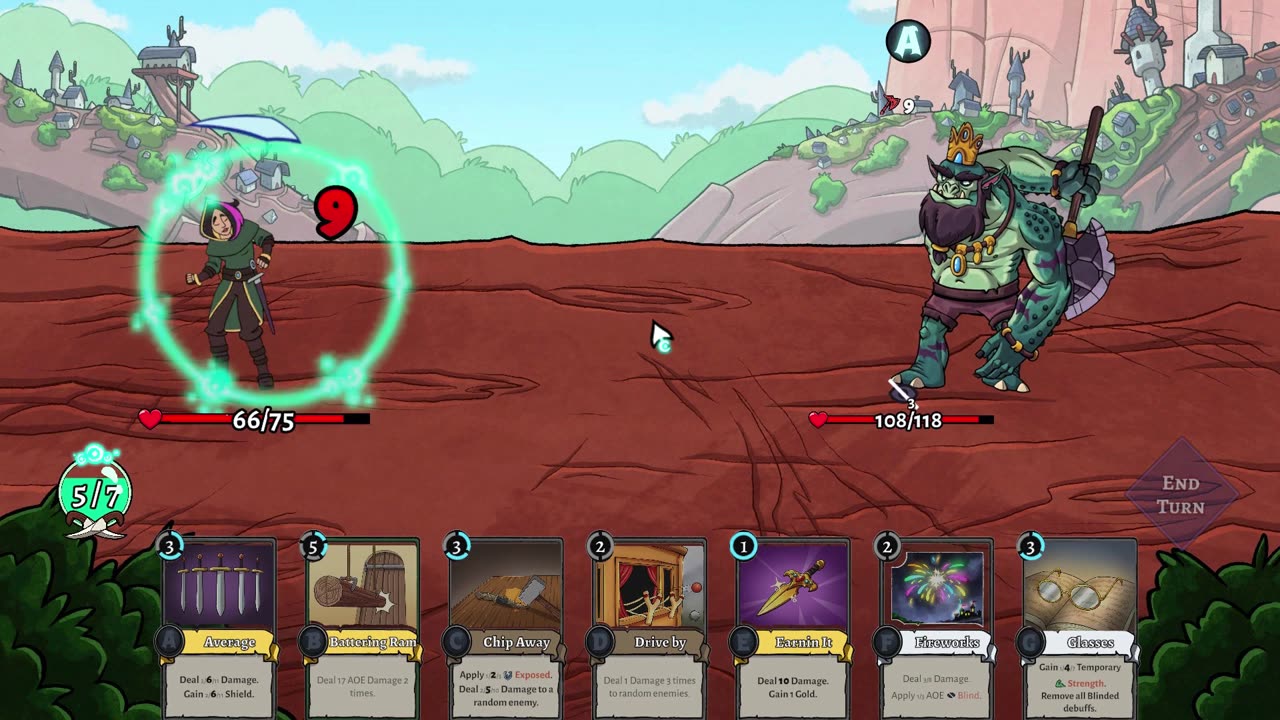 A
9
9
66/75
3
108/118
5/7
END
TURN
3
5
3
2
1
2
3
A Average
B Battering Ram
C Chip Away
D Drive by
E Earnin It
F Fireworks
G Glasses
Deal 6 Damage.
Gain 6 Shield.
Deal 17 AOE Damage 2
times.
Apply 2 Exposed.
Deal 5 Damage to a
random enemy.
Deal 1 Damage 3 times
to random enemies.
Deal 10 Damage.
Gain 1 Gold.
Deal Damage.
Apply AOE Blind.
Gain 4 Temporary
Strength.
Remove all Blinded
debuffs.